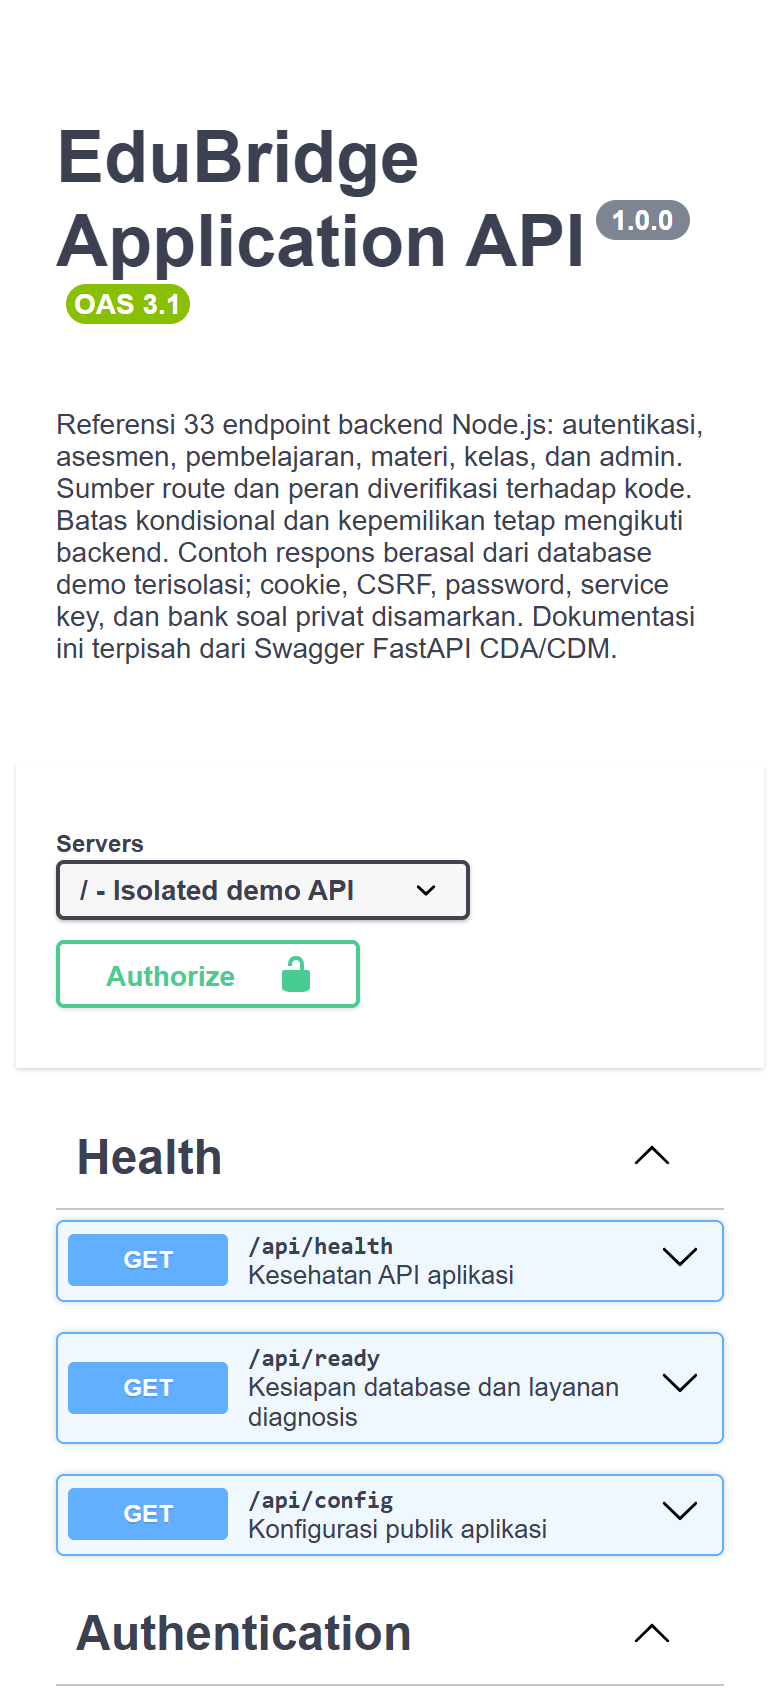 EduBridge
Application API 1.0.0
OAS 3.1
Referensi 33 endpoint backend Node.js: autentikasi,
asesmen, pembelajaran, materi, kelas, dan admin.
Sumber route dan peran diverifikasi terhadap kode.
Batas kondisional dan kepemilikan tetap mengikuti
backend. Contoh respons berasal dari database
demo terisolasi; cookie, CSRF, password, service
key, dan bank soal privat disamarkan. Dokumentasi
ini terpisah dari Swagger FastAPI CDA/CDM.
Servers
/ - Isolated demo API
Authorize
Health
GET /api/health
Kesehatan API aplikasi
GET /api/ready
Kesiapan database dan layanan
diagnosis
GET /api/config
Konfigurasi publik aplikasi
Authentication